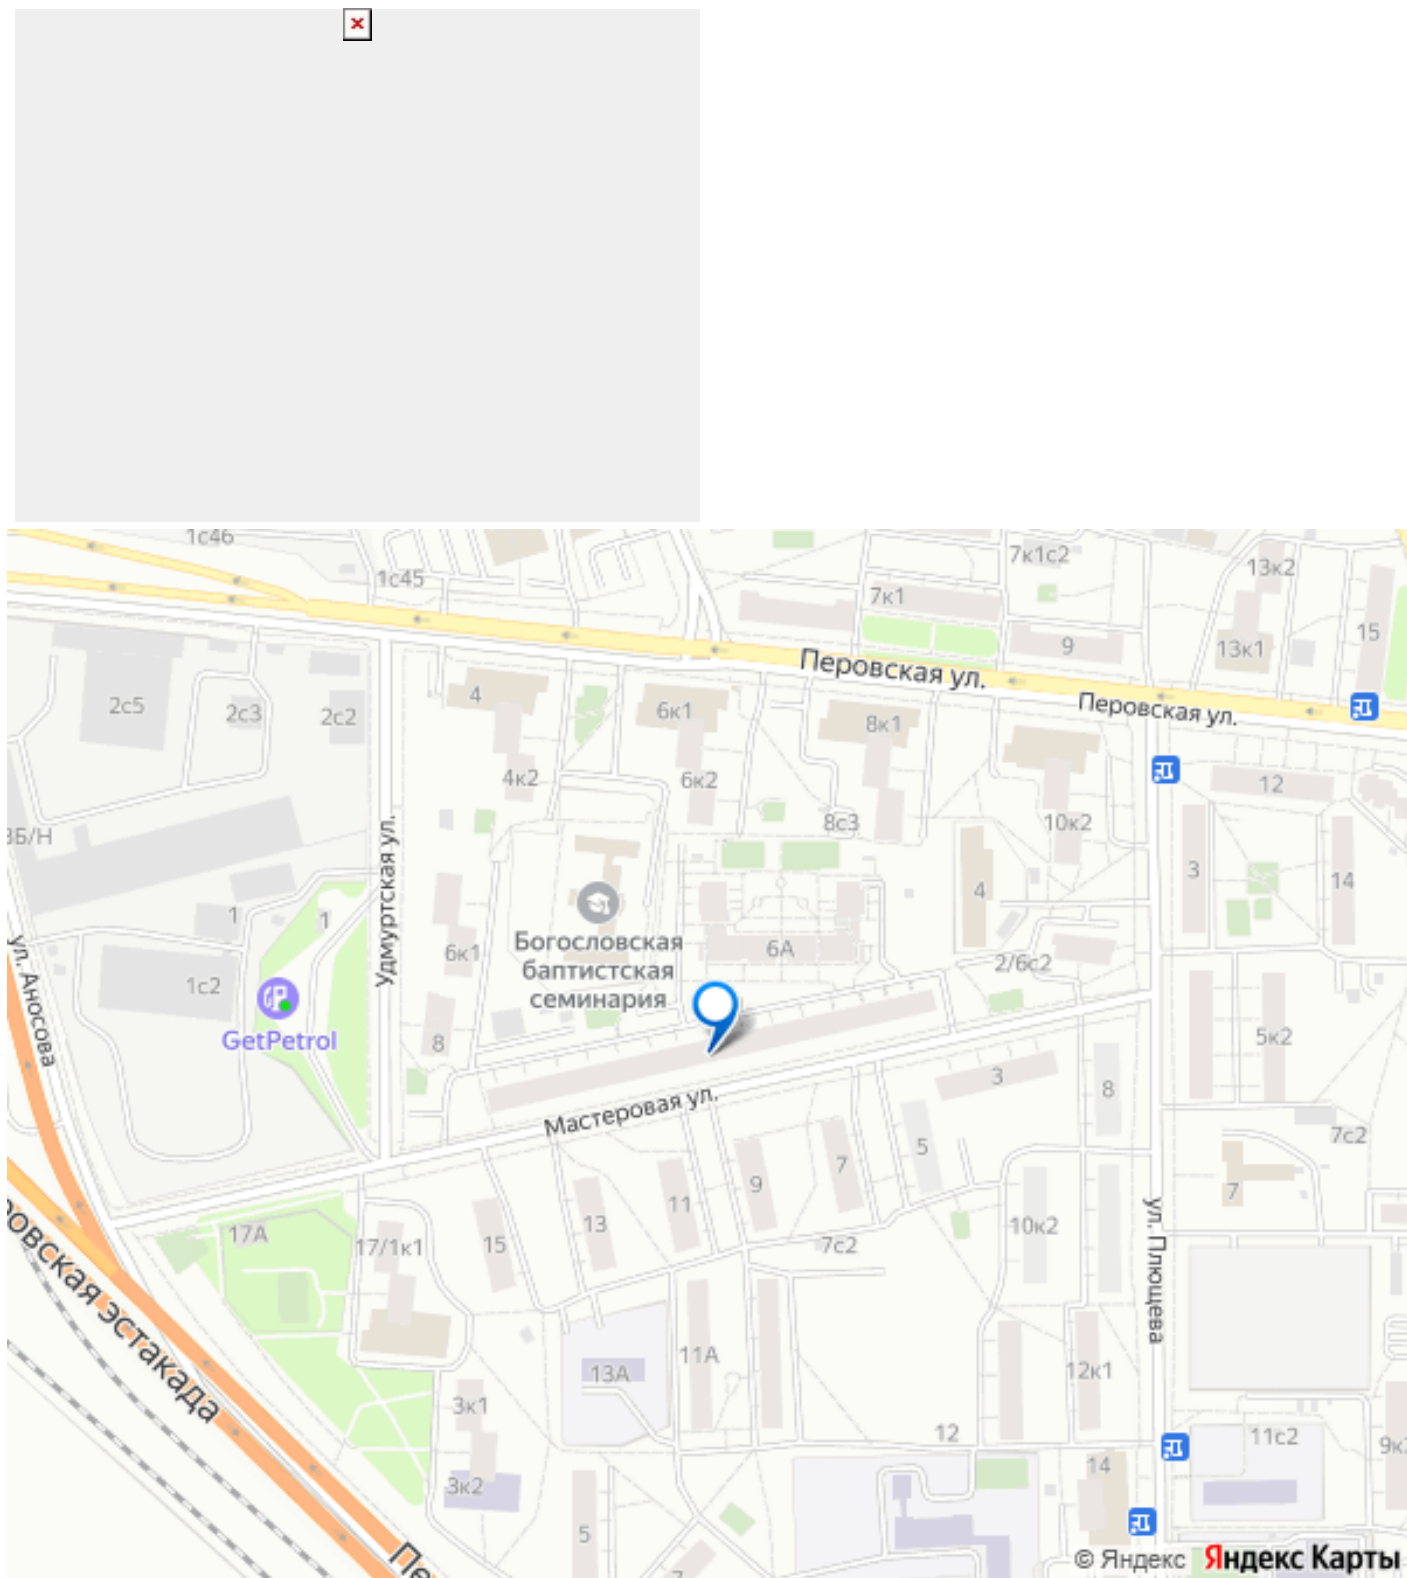 1с46
1с45
7к1с2
13к2
7к1
9
13к1
15
Перовская ул.
Перовская ул.
2с5
2с3
2с2
4
6к1
8к1
4к2
6к2
8с3
10к2
12
3
14
Удмуртская ул.
1
1
6к1
Богословская
баптистская
семинария
6А
4
2/6с2
ул. Аносова
1с2
GetPetrol
8
3
8
5к2
Мастеровая ул.
7с2
5
7
9
11
13
15
17А
17/1к1
7с2
10к2
7
ул. Плющева
13А
11А
12к1
3к1
3к2
12
14
11с2
5
© Яндекс Яндекс Карты